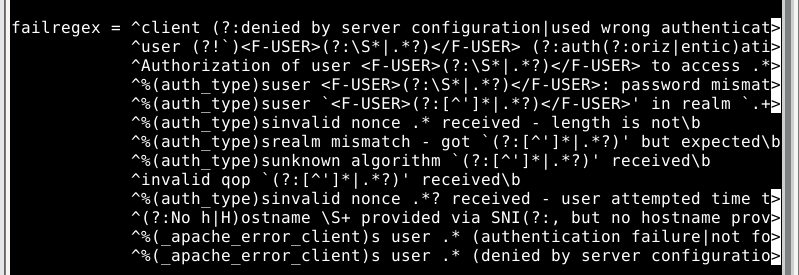 failregex = ^client (?:denied by server configuration|used wrong authenticat>
^user (?!`)<F-USER>(?:\S*|.*?)</F-USER> (?:auth(?:oriz|entic)ati>
^Authorization of user <F-USER>(?:\S*|.*?)</F-USER> to access .*>
^%(auth_type)suser <F-USER>(?:\S*|.*?)</F-USER>: password mismat>
^%(auth_type)suser `<F-USER>(?:[^']*|.*?)</F-USER>' in realm `.+>
^%(auth_type)sinvalid nonce .* received - length is not\b
^%(auth_type)srealm mismatch - got `(?:[^']*|.*?)' but expected\b
^%(auth_type)sunknown algorithm `(?:[^']*|.*?)' received\b
^invalid qop `(?:[^']*|.*?)' received\b
^%(auth_type)sinvalid nonce .*? received - user attempted time t>
^(?:No h|H)ostname \S+ provided via SNI(?:, but no hostname prov>
^%(_apache_error_client)s user .* (authentication failure|not fo>
^%(_apache_error_client)s user .* (denied by server configuratio>